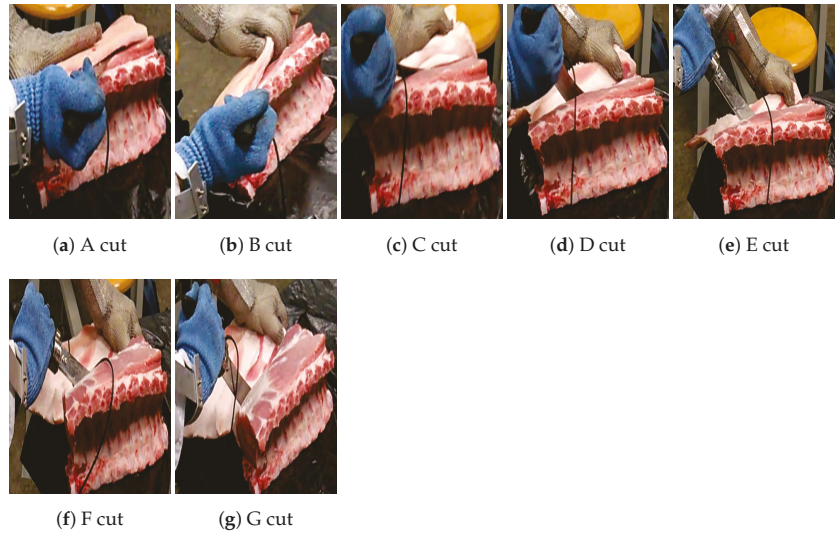 (a) A cut
(b) B cut
(c) C cut
(d) D cut
(e) E cut
(f) F cut
(g) G cut